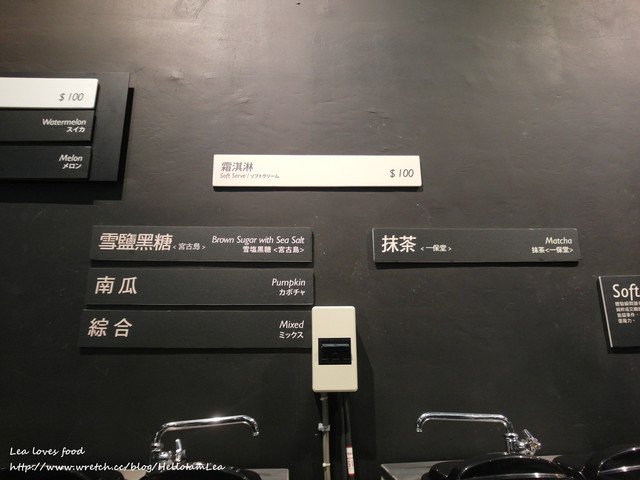 $100
Watermelon
スイカ
Melon
メロン
霜淇淋
Soft Serve / ソフトクリーム
$100
雪鹽黑糖 <宮古島> Brown Sugar with Sea Salt
雪塩黒糖 <宮古島>
南瓜 Pumpkin
カボチャ
綜合 Mixed
ミックス
抹茶 <一保堂> Matcha
抹茶<一保堂>
Soft
Lea loves food
http://www.wretch.cc/blog/HelloIamLea